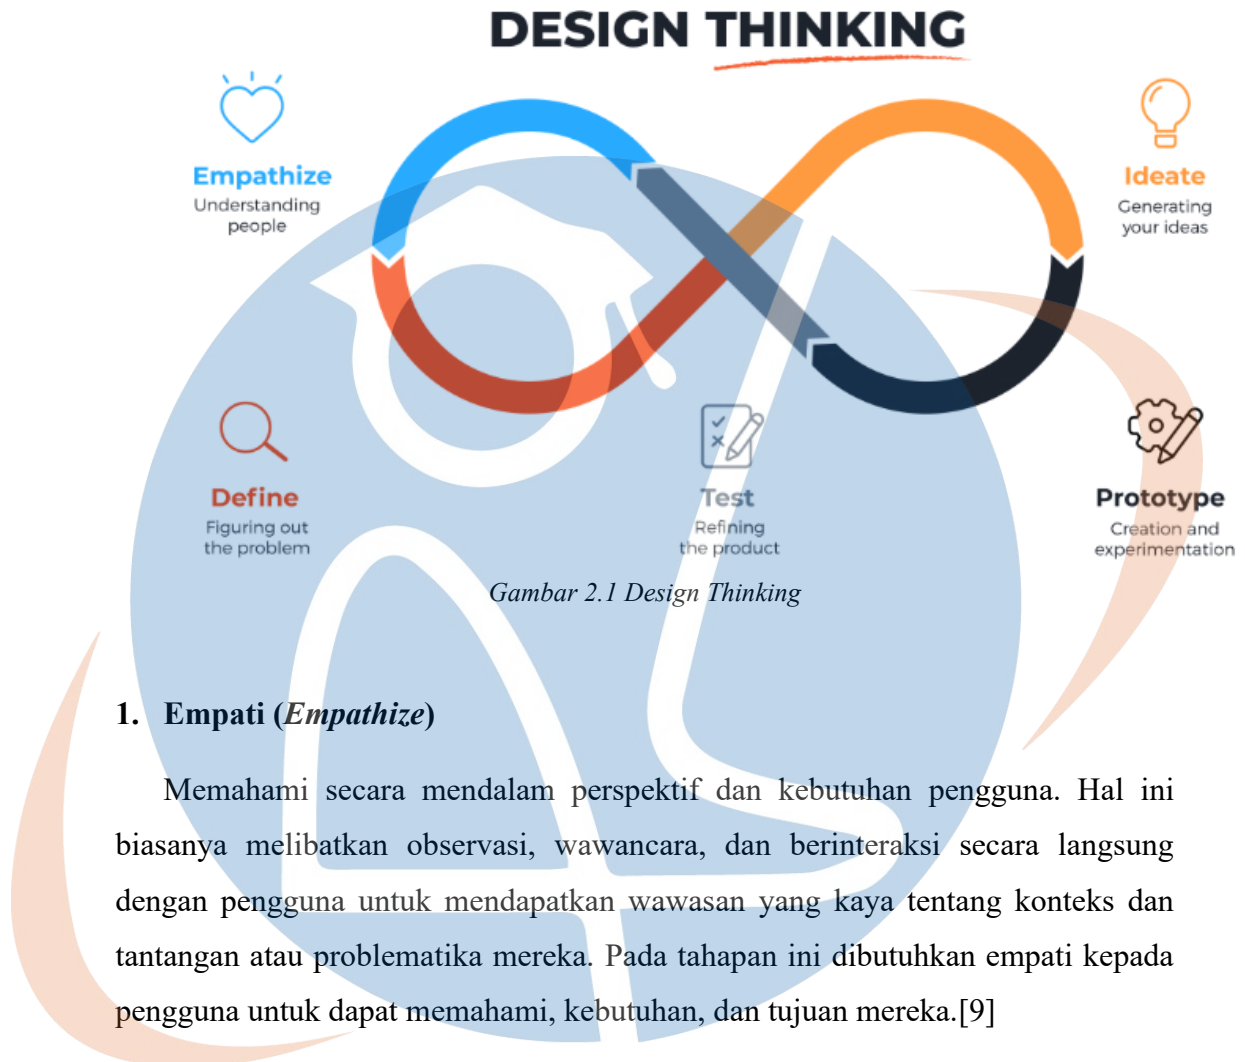 DESIGN THINKING
Empathize
Understanding
people
Ideate
Generating
your ideas
Define
Figuring out
the problem
Test
Refining
the product
Prototype
Creation and
experimentation
Gambar 2.1 Design Thinking
1. Empati (Empathize)
Memahami secara mendalam perspektif dan kebutuhan pengguna. Hal ini
biasanya melibatkan observasi, wawancara, dan berinteraksi secara langsung
dengan pengguna untuk mendapatkan wawasan yang kaya tentang konteks dan
tantangan atau problematika mereka. Pada tahapan ini dibutuhkan empati kepada
pengguna untuk dapat memahami, kebutuhan, dan tujuan mereka.[9]